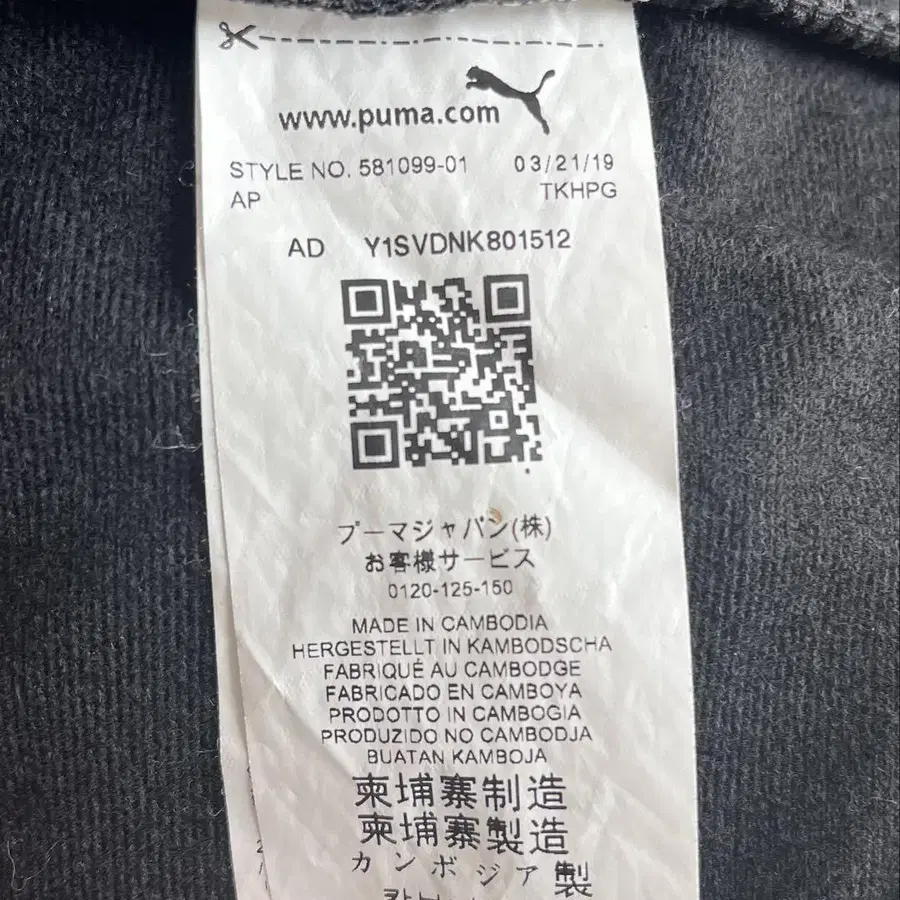 www.puma.com
STYLE NO. 581099-01 03/21/19
AP TKHPG
AD Y1SVDNK801512
プーマジャパン(株)
お客様サービス
0120-125-150
MADE IN CAMBODIA
HERGESTELLT IN KAMBODSCHA
FABRIQUÉ AU CAMBODGE
FABRICADO EN CAMBOYA
PRODOTTO IN CAMBOGIA
PRODUZIDO NO CAMBODJA
BUATAN KAMBOJA
柬埔寨制造
柬埔寨製造
カンボジア製